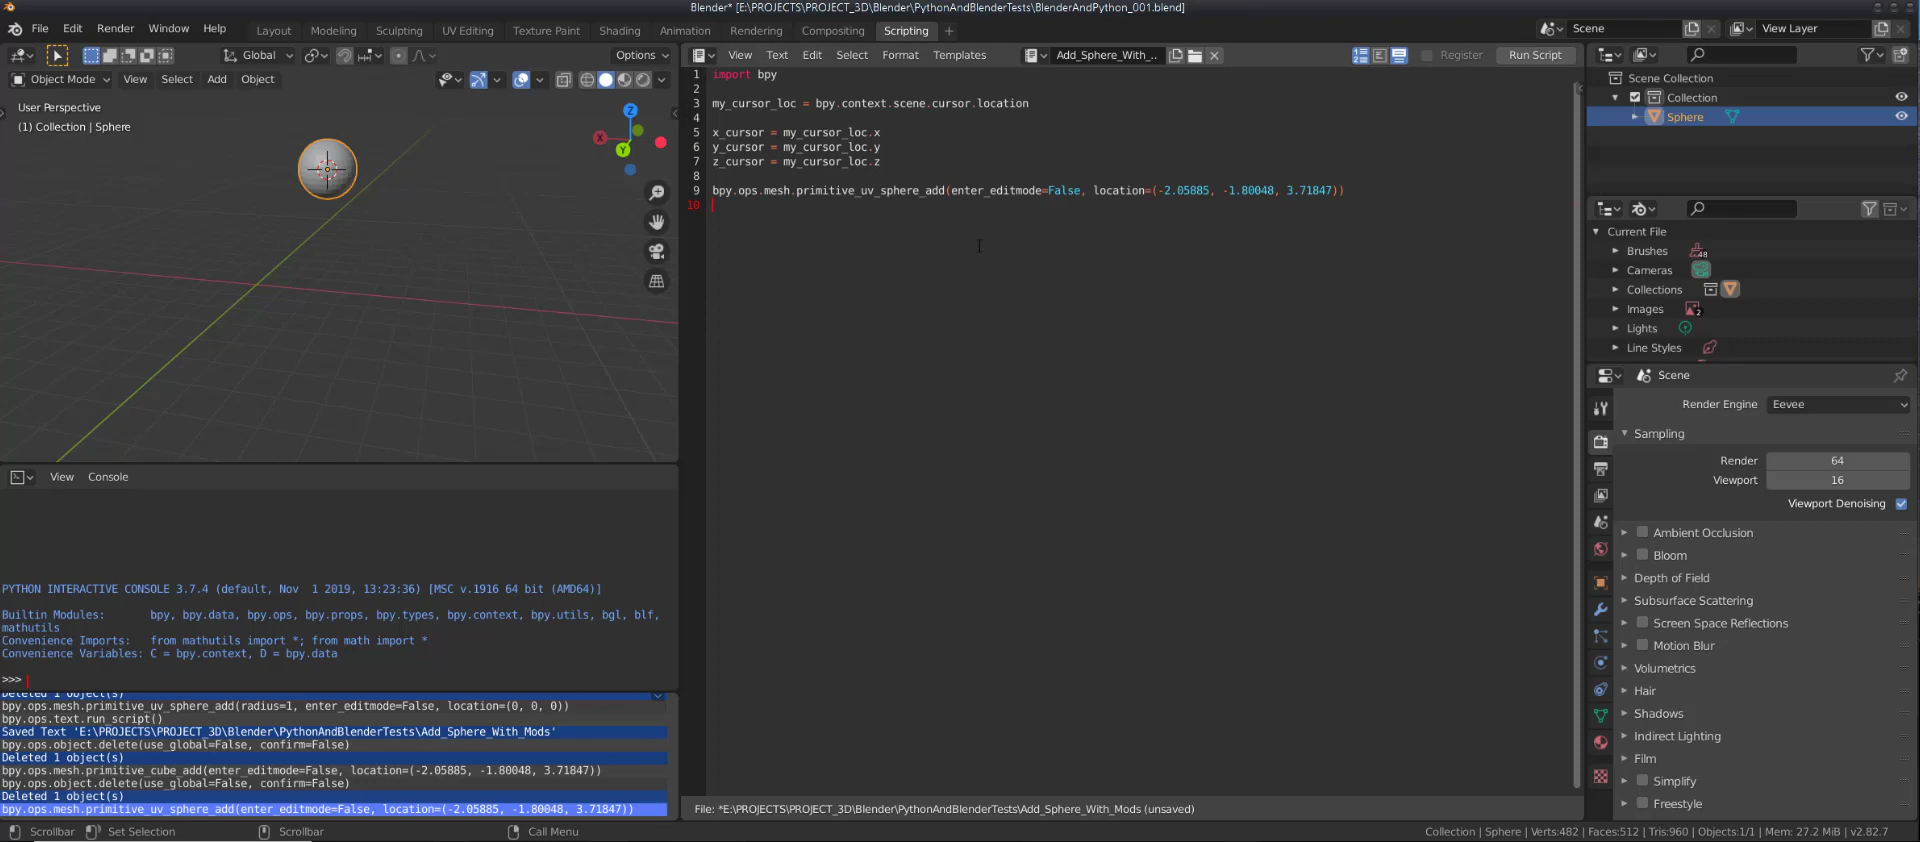 Blender* [E:\PROJECTS\PROJECT_3D\Blender\PythonAndBlenderTests\BlenderAndPython_001.blend]
File Edit Render Window Help Layout Modeling Sculpting UV Editing Texture Paint Shading Animation Rendering Compositing Scripting + Scene View Layer
Global Options
View Text Edit Select Format Templates Add_Sphere_With_.. Register Run Script
Object Mode View Select Add Object
User Perspective
(1) Collection | Sphere
Z
X
Y
1 import bpy
2
3 my_cursor_loc = bpy.context.scene.cursor.location
4
5 x_cursor = my_cursor_loc.x
6 y_cursor = my_cursor_loc.y
7 z_cursor = my_cursor_loc.z
8
9 bpy.ops.mesh.primitive_uv_sphere_add(enter_editmode=False, location=(-2.05885, -1.80048, 3.71847))
10
Scene Collection
Collection
Sphere
Current File
Brushes 48
Cameras
Collections
Images 2
Lights
Line Styles
Scene
Render Engine Eevee
Sampling
Render 64
Viewport 16
Viewport Denoising
Ambient Occlusion
Bloom
Depth of Field
Subsurface Scattering
Screen Space Reflections
Motion Blur
Volumetrics
Hair
Shadows
Indirect Lighting
Film
Simplify
Freestyle
View Console
PYTHON INTERACTIVE CONSOLE 3.7.4 (default, Nov  1 2019, 13:23:36) [MSC v.1916 64 bit (AMD64)]
Builtin Modules: bpy, bpy.data, bpy.ops, bpy.props, bpy.types, bpy.context, bpy.utils, bgl, blf,
mathutils
Convenience Imports: from mathutils import *; from math import *
Convenience Variables: C = bpy.context, D = bpy.data
>>>
Deleted 1 object(s)
bpy.ops.mesh.primitive_uv_sphere_add(radius=1, enter_editmode=False, location=(0, 0, 0))
bpy.ops.text.run_script()
Saved Text 'E:\PROJECTS\PROJECT_3D\Blender\PythonAndBlenderTests\Add_Sphere_With_Mods'
bpy.ops.object.delete(use_global=False, confirm=False)
Deleted 1 object(s)
bpy.ops.mesh.primitive_cube_add(enter_editmode=False, location=(-2.05885, -1.80048, 3.71847))
bpy.ops.object.delete(use_global=False, confirm=False)
Deleted 1 object(s)
bpy.ops.mesh.primitive_uv_sphere_add(enter_editmode=False, location=(-2.05885, -1.80048, 3.71847))
File: *E:\PROJECTS\PROJECT_3D\Blender\PythonAndBlenderTests\Add_Sphere_With_Mods (unsaved)
Scrollbar Set Selection Scrollbar Call Menu
Collection | Sphere | Verts:482 | Faces:512 | Tris:960 | Objects:1/1 | Mem: 27.2 MiB | v2.82.7